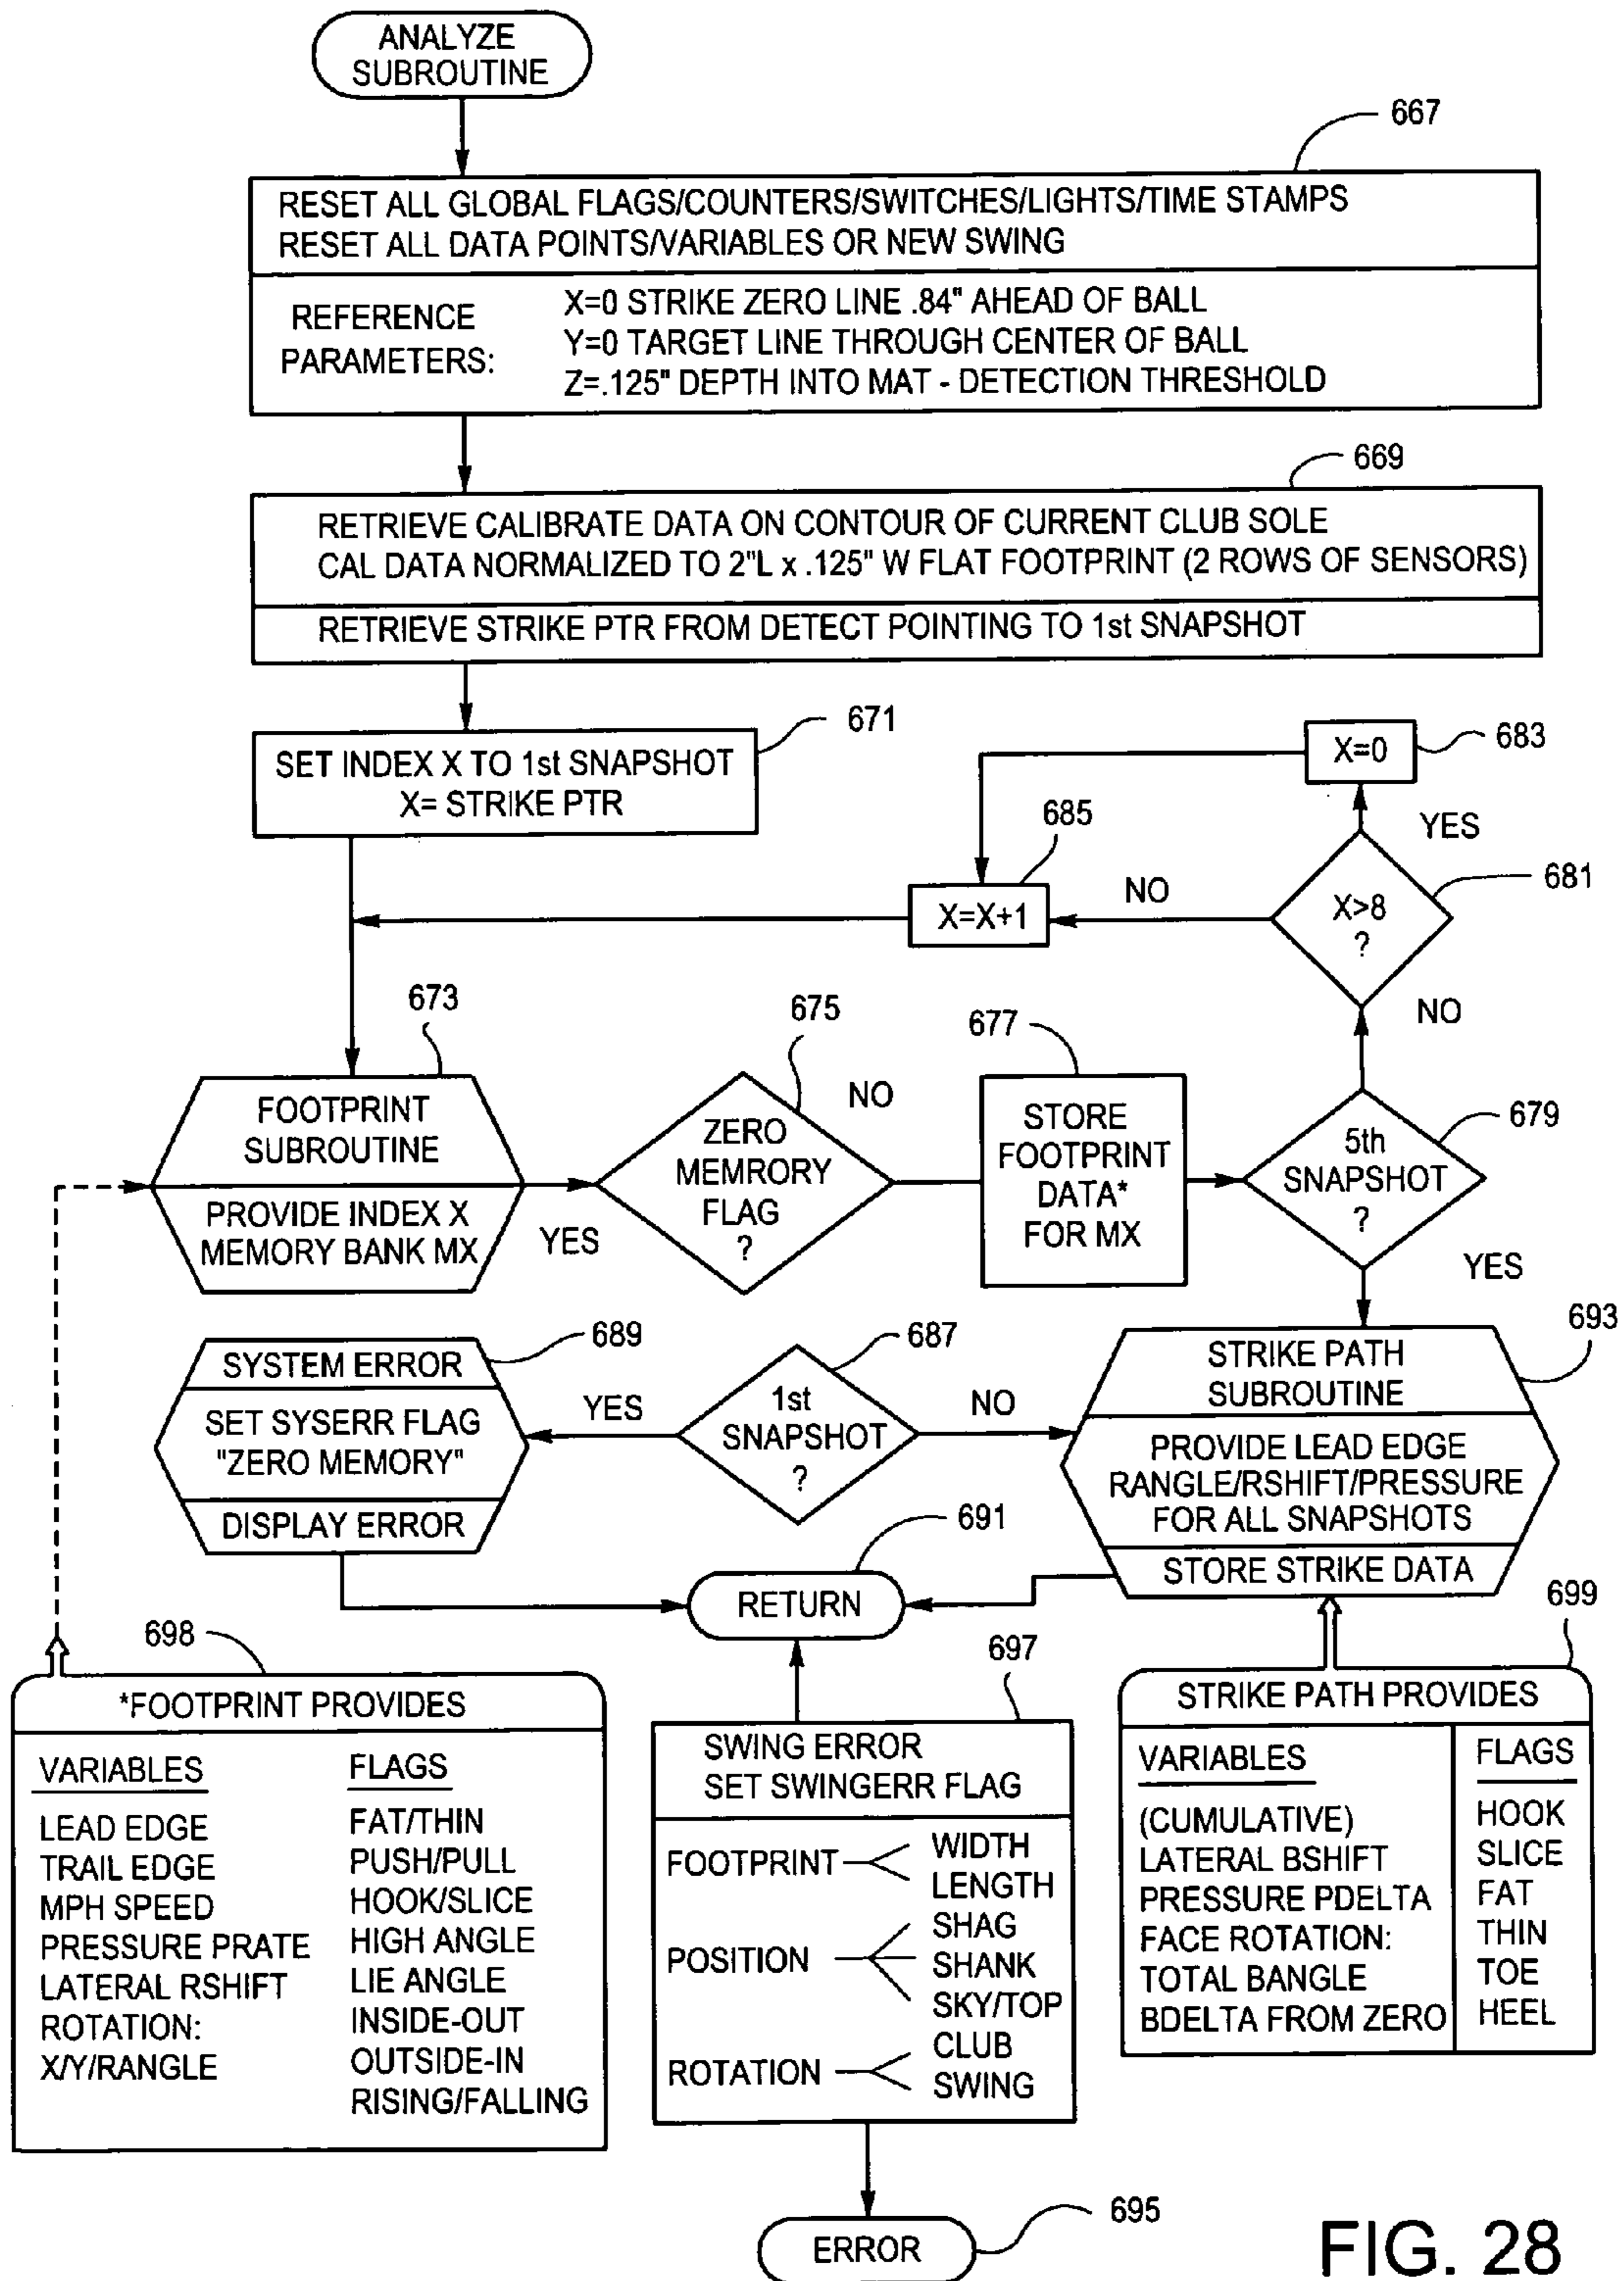 ANALYZE
SUBROUTINE
667
RESET ALL GLOBAL FLAGS/COUNTERS/SWITCHES/LIGHTS/TIME STAMPS
RESET ALL DATA POINTS/VARIABLES OR NEW SWING
REFERENCE
PARAMETERS:
X=0 STRIKE ZERO LINE .84" AHEAD OF BALL
Y=0 TARGET LINE THROUGH CENTER OF BALL
Z=.125" DEPTH INTO MAT - DETECTION THRESHOLD
669
RETRIEVE CALIBRATE DATA ON CONTOUR OF CURRENT CLUB SOLE
CAL DATA NORMALIZED TO 2"L x .125" W FLAT FOOTPRINT (2 ROWS OF SENSORS)
RETRIEVE STRIKE PTR FROM DETECT POINTING TO 1st SNAPSHOT
671
SET INDEX X TO 1st SNAPSHOT
X= STRIKE PTR
X=0
683
YES
685
X=X+1
NO
X>8
?
681
NO
673
FOOTPRINT
SUBROUTINE
PROVIDE INDEX X
MEMORY BANK MX
YES
675
ZERO
MEMRORY
FLAG
?
NO
677
STORE
FOOTPRINT
DATA*
FOR MX
5th
SNAPSHOT
?
679
YES
689
SYSTEM ERROR
SET SYSERR FLAG
"ZERO MEMORY"
DISPLAY ERROR
YES
687
1st
SNAPSHOT
?
NO
693
STRIKE PATH
SUBROUTINE
PROVIDE LEAD EDGE
RANGLE/RSHIFT/PRESSURE
FOR ALL SNAPSHOTS
STORE STRIKE DATA
691
RETURN
698
*FOOTPRINT PROVIDES
VARIABLES
LEAD EDGE
TRAIL EDGE
MPH SPEED
PRESSURE PRATE
LATERAL RSHIFT
ROTATION:
X/Y/RANGLE
FLAGS
FAT/THIN
PUSH/PULL
HOOK/SLICE
HIGH ANGLE
LIE ANGLE
INSIDE-OUT
OUTSIDE-IN
RISING/FALLING
697
SWING ERROR
SET SWINGERR FLAG
FOOTPRINT
WIDTH
LENGTH
POSITION
SHAG
SHANK
SKY/TOP
ROTATION
CLUB
SWING
699
STRIKE PATH PROVIDES
VARIABLES
(CUMULATIVE)
LATERAL BSHIFT
PRESSURE PDELTA
FACE ROTATION:
TOTAL BANGLE
BDELTA FROM ZERO
FLAGS
HOOK
SLICE
FAT
THIN
TOE
HEEL
ERROR
695
FIG. 28